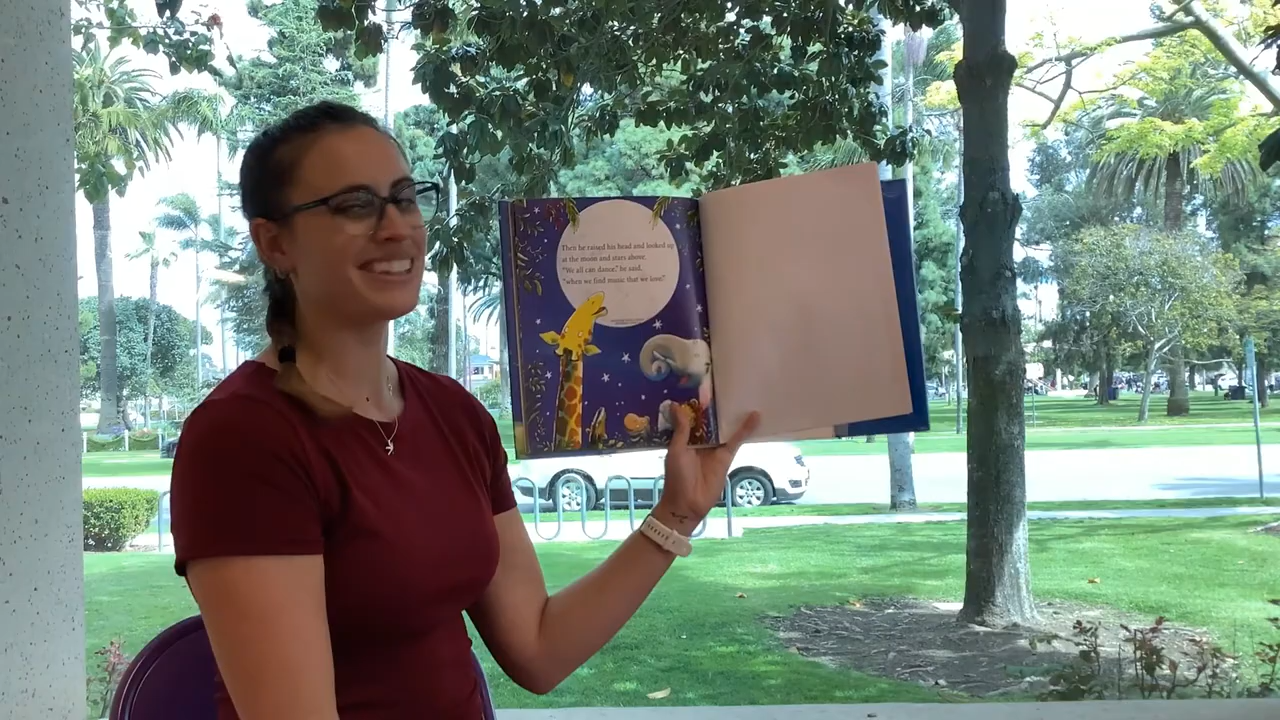 Then he raised his head and looked up
at the moon and stars above.
"We all can dance," he said,
"when we find music that we love."